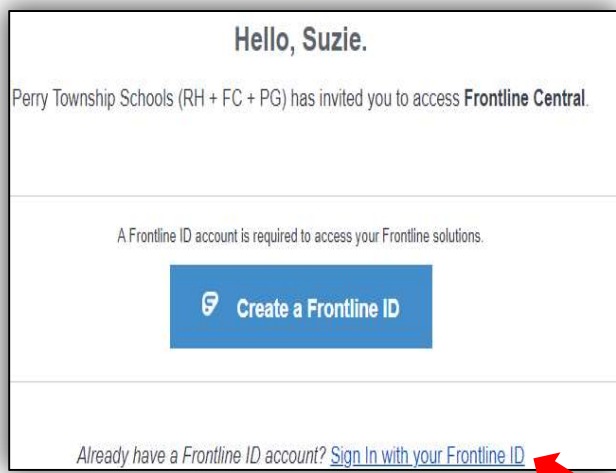 Hello, Suzie.
Perry Township Schools (RH + FC + PG) has invited you to access Frontline Central.
A Frontline ID account is required to access your Frontline solutions.
Create a Frontline ID
Already have a Frontline ID account? Sign In with your Frontline ID